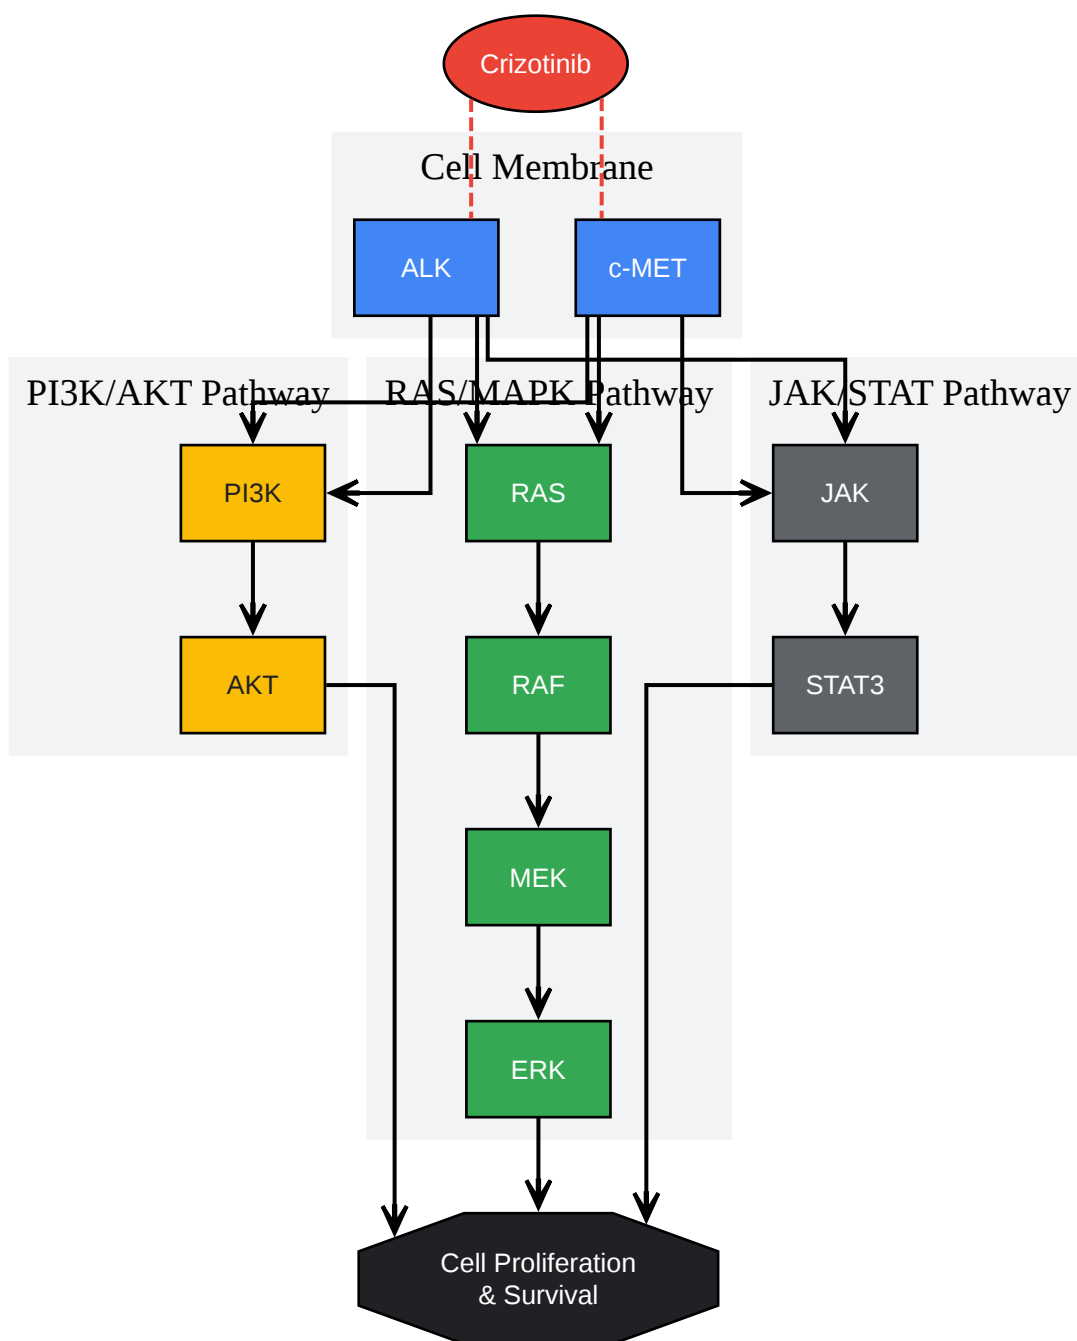 Crizotinib
Cell Membrane
ALK
c-MET
PI3K/AKT Pathway
RAS/MAPK Pathway
JAK/STAT Pathway
PI3K
RAS
JAK
AKT
RAF
STAT3
MEK
ERK
Cell Proliferation
& Survival